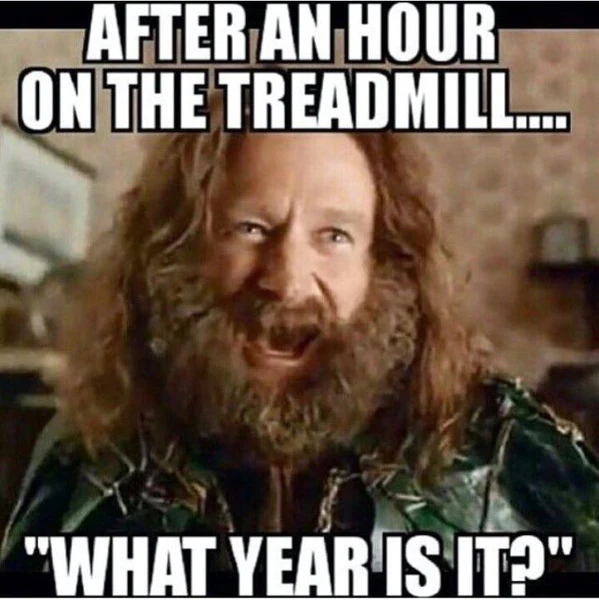 AFTER AN HOUR
ON THE TREADMILL....
"WHAT YEAR IS IT?"